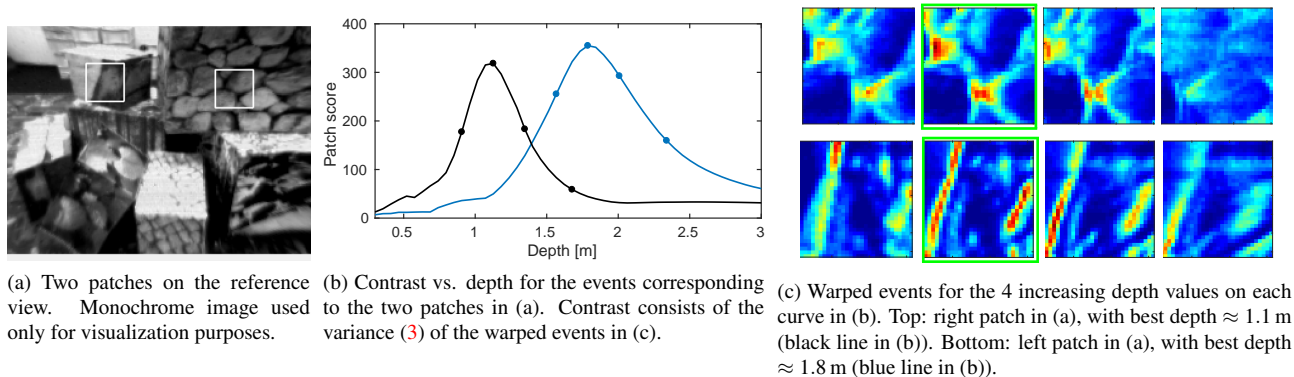 400
300
200
100
0
Patch score
0.5 1 1.5 2 2.5 3
Depth [m]
(a) Two patches on the reference
view. Monochrome image used
only for visualization purposes.
(b) Contrast vs. depth for the events corresponding
to the two patches in (a). Contrast consists of the
variance (3) of the warped events in (c).
(c) Warped events for the 4 increasing depth values on each
curve in (b). Top: right patch in (a), with best depth ≈ 1.1 m
(black line in (b)). Bottom: left patch in (a), with best depth
≈ 1.8 m (blue line in (b)).